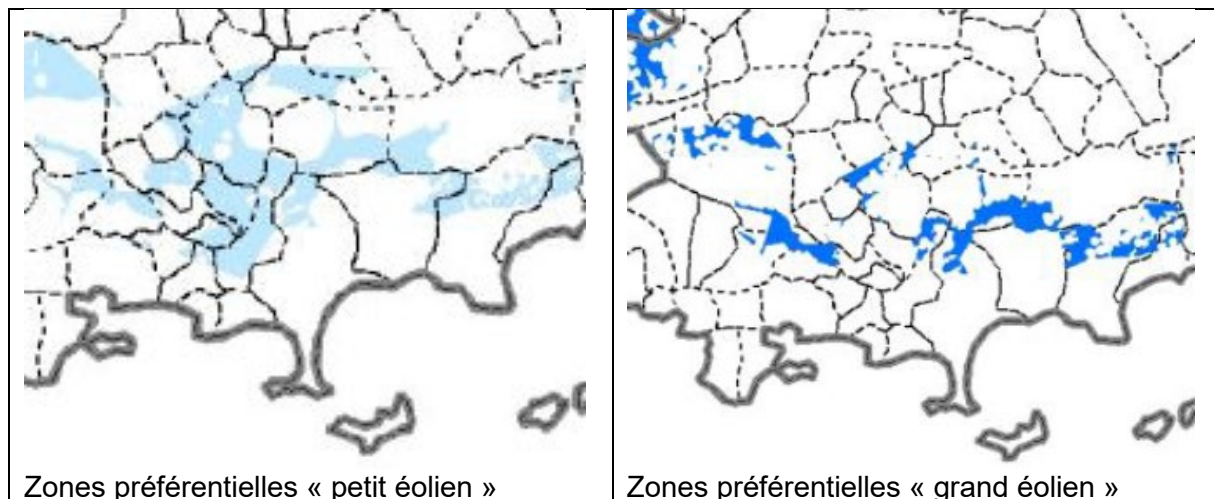 Zones préférentielles « petit éolien »
Zones préférentielles « grand éolien »